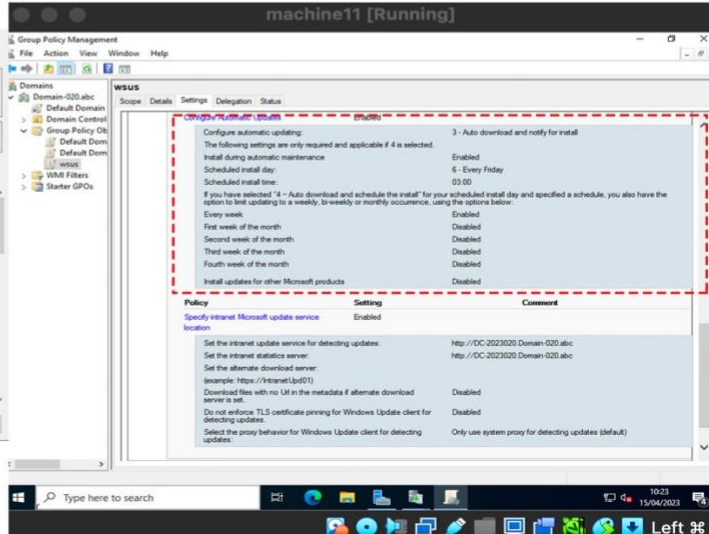 machine11 [Running]
Group Policy Management
File Action View Window Help
Domains
Domain-020.abc
Default Domain
Domain Control
Group Policy Ob
Default Dom
Default Dom
wsus
WMI Filters
Starter GPOs
wsus
Scope Details Settings Delegation Status
Configure Automatic Updates Enabled
Configure automatic updating: 3 - Auto download and notify for install
The following settings are only required and applicable if 4 is selected.
Install during automatic maintenance Enabled
Scheduled install day: 6 - Every Friday
Scheduled install time: 03:00
If you have selected "4 – Auto download and schedule the install" for your scheduled install day and specified a schedule, you also have the
option to limit updating to a weekly, bi-weekly or monthly occurrence, using the options below:
Every week Enabled
First week of the month Disabled
Second week of the month Disabled
Third week of the month Disabled
Fourth week of the month Disabled
Install updates for other Microsoft products Disabled
Policy Setting Comment
Specify intranet Microsoft update service Enabled
location
Set the intranet update service for detecting updates: http://DC-2023020.Domain-020.abc
Set the intranet statistics server: http://DC-2023020.Domain-020.abc
Set the alternate download server:
(example: https://IntranetUpd01)
Download files with no Url in the metadata if alternate download Disabled
server is set.
Do not enforce TLS certificate pinning for Windows Update client for Disabled
detecting updates.
Select the proxy behavior for Windows Update client for detecting Only use system proxy for detecting updates (default)
updates:
Type here to search
10:23
15/04/2023
4
Left ⌘